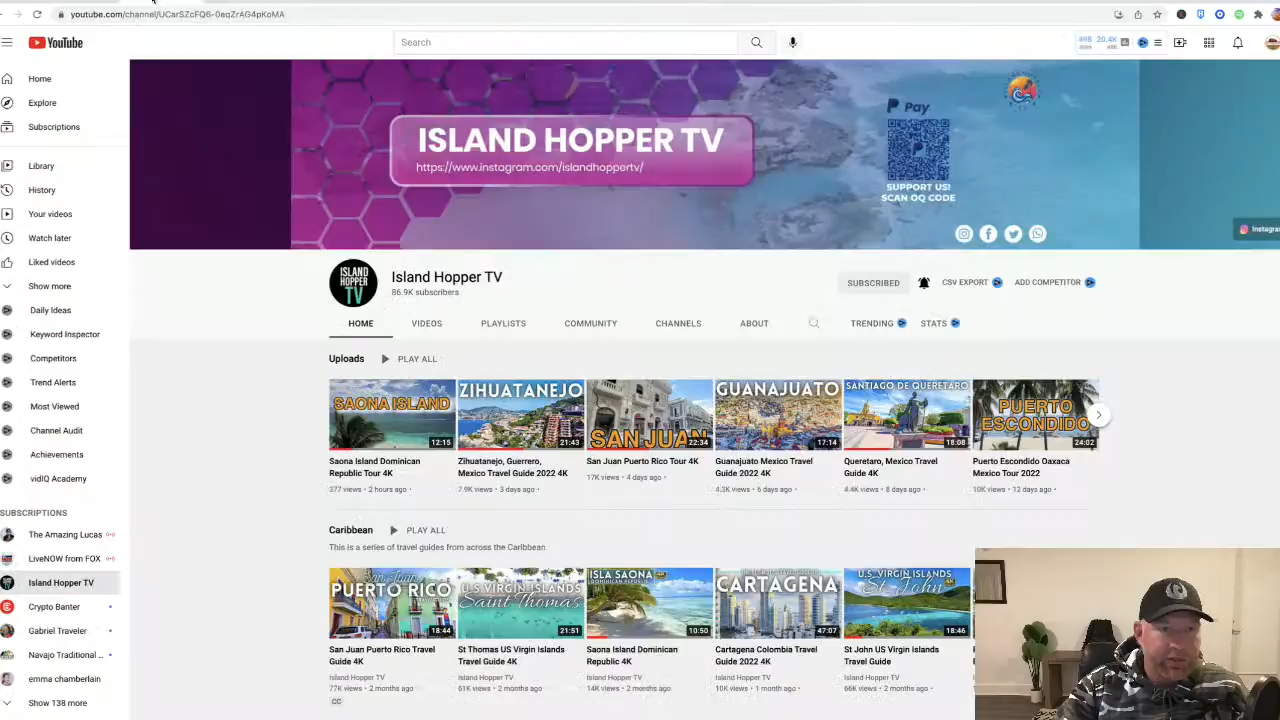 youtube.com/channel/UCarSZcFQ6-0eqZrAG4pKoMA
YouTube
Search
20.4K
Home
Explore
Subscriptions
Library
History
Your videos
Watch later
Liked videos
Show more
Daily Ideas
Keyword Inspector
Competitors
Trend Alerts
Most Viewed
Channel Audit
Achievements
vidIQ Academy
SUBSCRIPTIONS
The Amazing Lucas
LiveNOW from FOX
Island Hopper TV
Crypto Banter
Gabriel Traveler
Navajo Traditional ...
emma chamberlain
Show 138 more
ISLAND HOPPER TV
https://www.instagram.com/islandhoppertv/
Pay
SUPPORT US!
SCAN OQ CODE
Instagra
ISLAND
HOPPER
TV
Island Hopper TV
86.9K subscribers
SUBSCRIBED
CSV EXPORT
ADD COMPETITOR
HOME VIDEOS PLAYLISTS COMMUNITY CHANNELS ABOUT TRENDING STATS
Uploads PLAY ALL
SAONA ISLAND
12:15
Saona Island Dominican
Republic Tour 4K
377 views • 2 hours ago •
ZIHUATANEJO
21:43
Zihuatanejo, Guerrero,
Mexico Travel Guide 2022 4K
7.9K views • 3 days ago •
SAN JUAN
22:34
San Juan Puerto Rico Tour 4K
17K views • 4 days ago •
GUANAJUATO
17:14
Guanajuato Mexico Travel
Guide 2022 4K
4.3K views • 6 days ago •
SANTIAGO DE QUERETARO
18:08
Queretaro, Mexico Travel
Guide 4K
4.4K views • 8 days ago •
PUERTO
ESCONDIDO
24:02
Puerto Escondido Oaxaca
Mexico Tour 2022
10K views • 12 days ago •
Caribbean PLAY ALL
This is a series of travel guides from across the Caribbean.
San Juan
PUERTO RICO
18:44
San Juan Puerto Rico Travel
Guide 4K
Island Hopper TV
77K views • 2 months ago
CC
U.S VIRGIN ISLANDS
Saint Thomas
21:51
St Thomas US Virgin Islands
Travel Guide 4K
Island Hopper TV
61K views • 2 months ago •
ISLA SAONA
DOMINICAN REPUBLIC
10:50
Saona Island Dominican
Republic 4K
Island Hopper TV
14K views • 2 months ago •
CARTAGENA
47:07
Cartagena Colombia Travel
Guide 2022 4K
Island Hopper TV
10K views • 1 month ago •
U.S. VIRGIN ISLANDS
St John
4K
18:46
St John US Virgin Islands
Travel Guide
Island Hopper TV
66K views • 2 months ago •